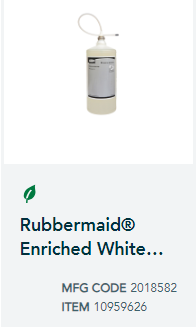 Rubbermaid®
Enriched White...
MFG CODE 2018582
ITEM 10959626